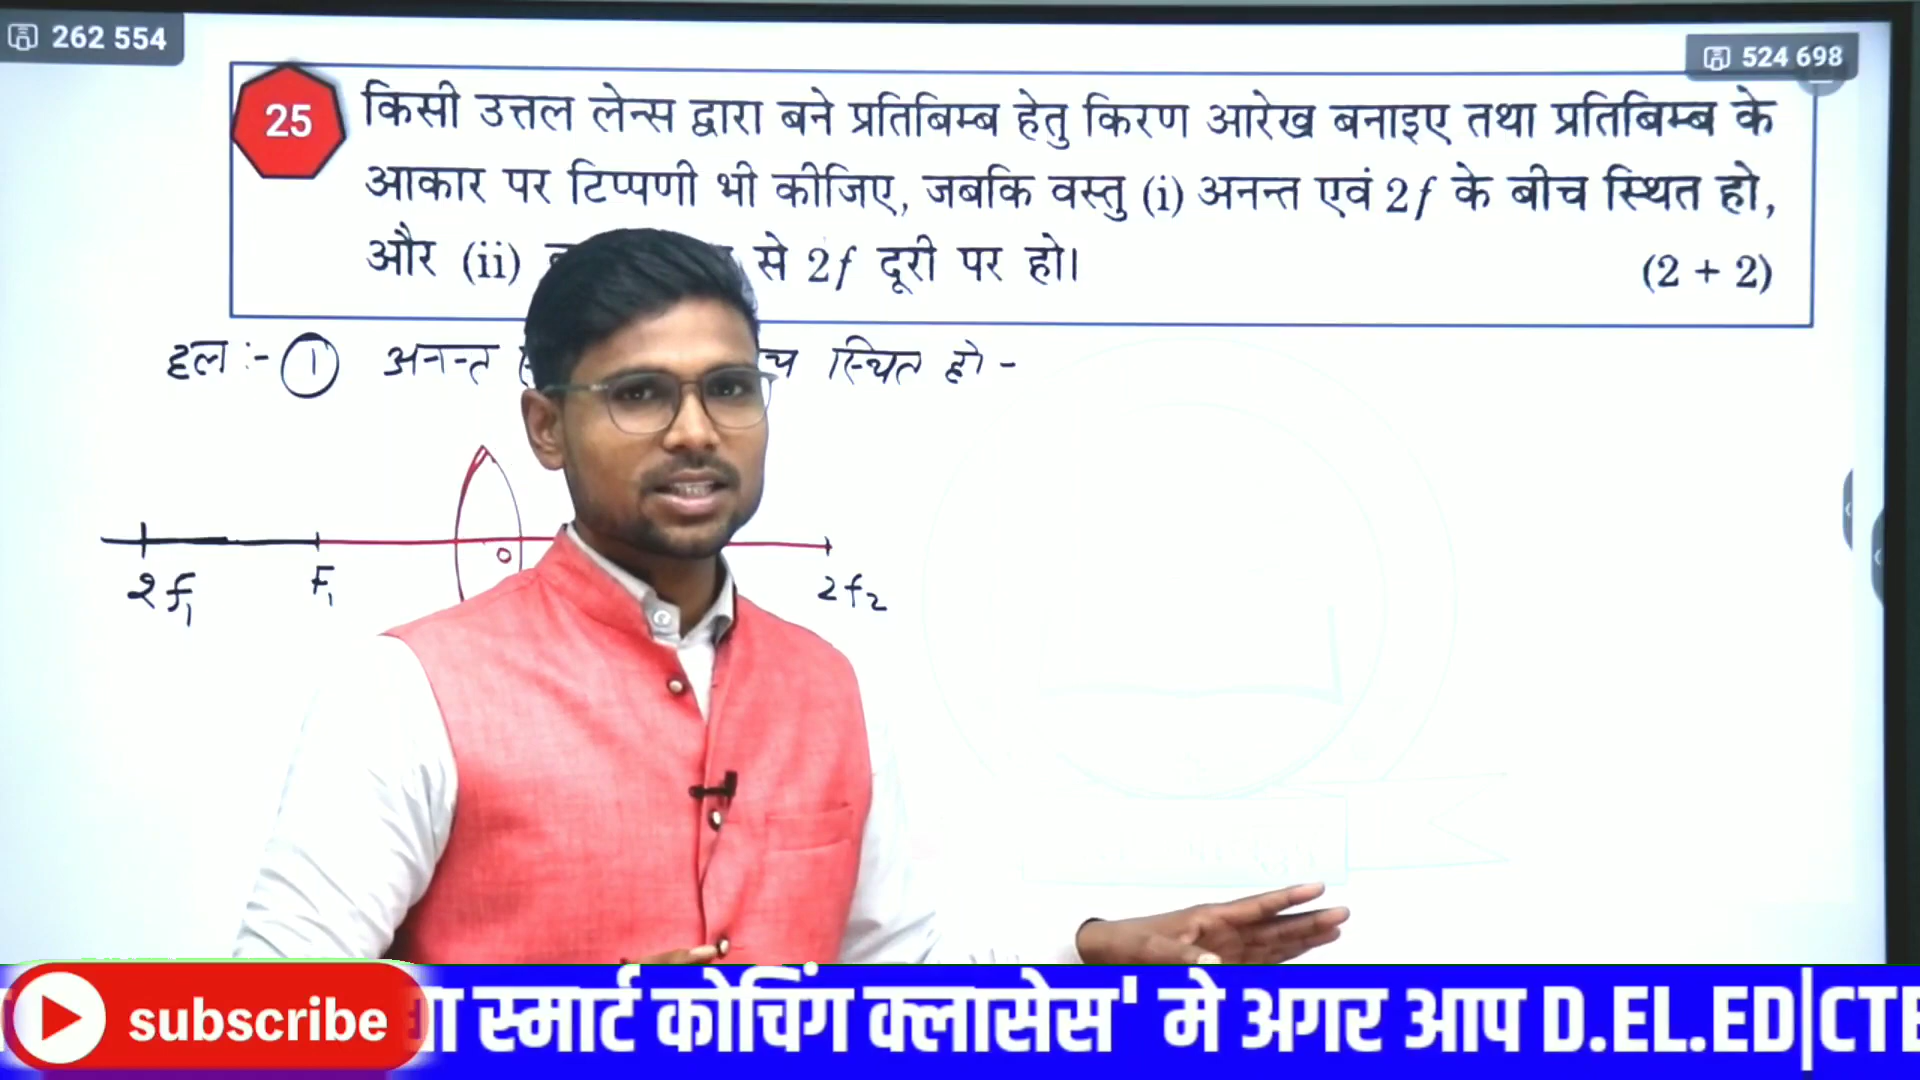 262 554
524 698
25 किसी उत्तल लेन्स द्वारा बने प्रतिबिम्ब हेतु किरण आरेख बनाइए तथा प्रतिबिम्ब के
आकार पर टिप्पणी भी कीजिए, जबकि वस्तु (i) अनन्त एवं 2f के बीच स्थित हो,
और (ii) से 2f दूरी पर हो। (2 + 2)
हल :- 1 अनन्त स्थित हो -
O
2f₁ F₁ 2f₂
subscribe स्मार्ट कोचिंग क्लासेस' मे अगर आप D.EL.ED|CTE